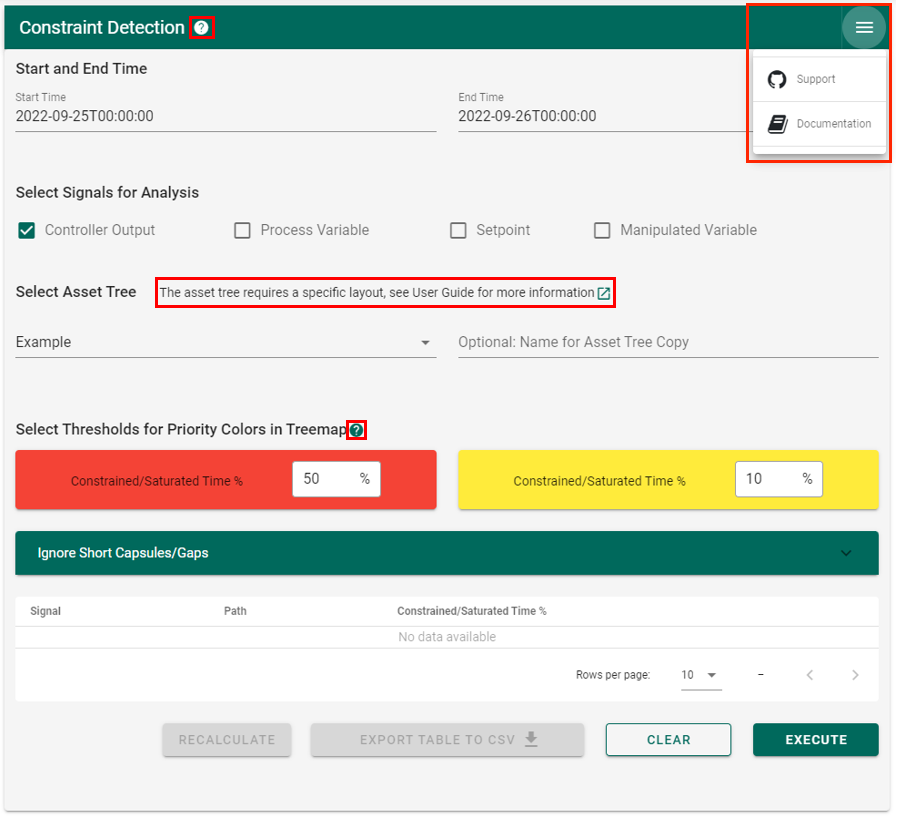 Constraint Detection ?
Support
Documentation
Start and End Time
Start Time
2022-09-25T00:00:00
End Time
2022-09-26T00:00:00
Select Signals for Analysis
Controller Output
Process Variable
Setpoint
Manipulated Variable
Select Asset Tree
The asset tree requires a specific layout, see User Guide for more information
Example
Optional: Name for Asset Tree Copy
Select Thresholds for Priority Colors in Treemap ?
Constrained/Saturated Time %
50 %
Constrained/Saturated Time %
10 %
Ignore Short Capsules/Gaps
Signal Path Constrained/Saturated Time %
No data available
Rows per page: 10 –
RECALCULATE
EXPORT TABLE TO CSV
CLEAR
EXECUTE